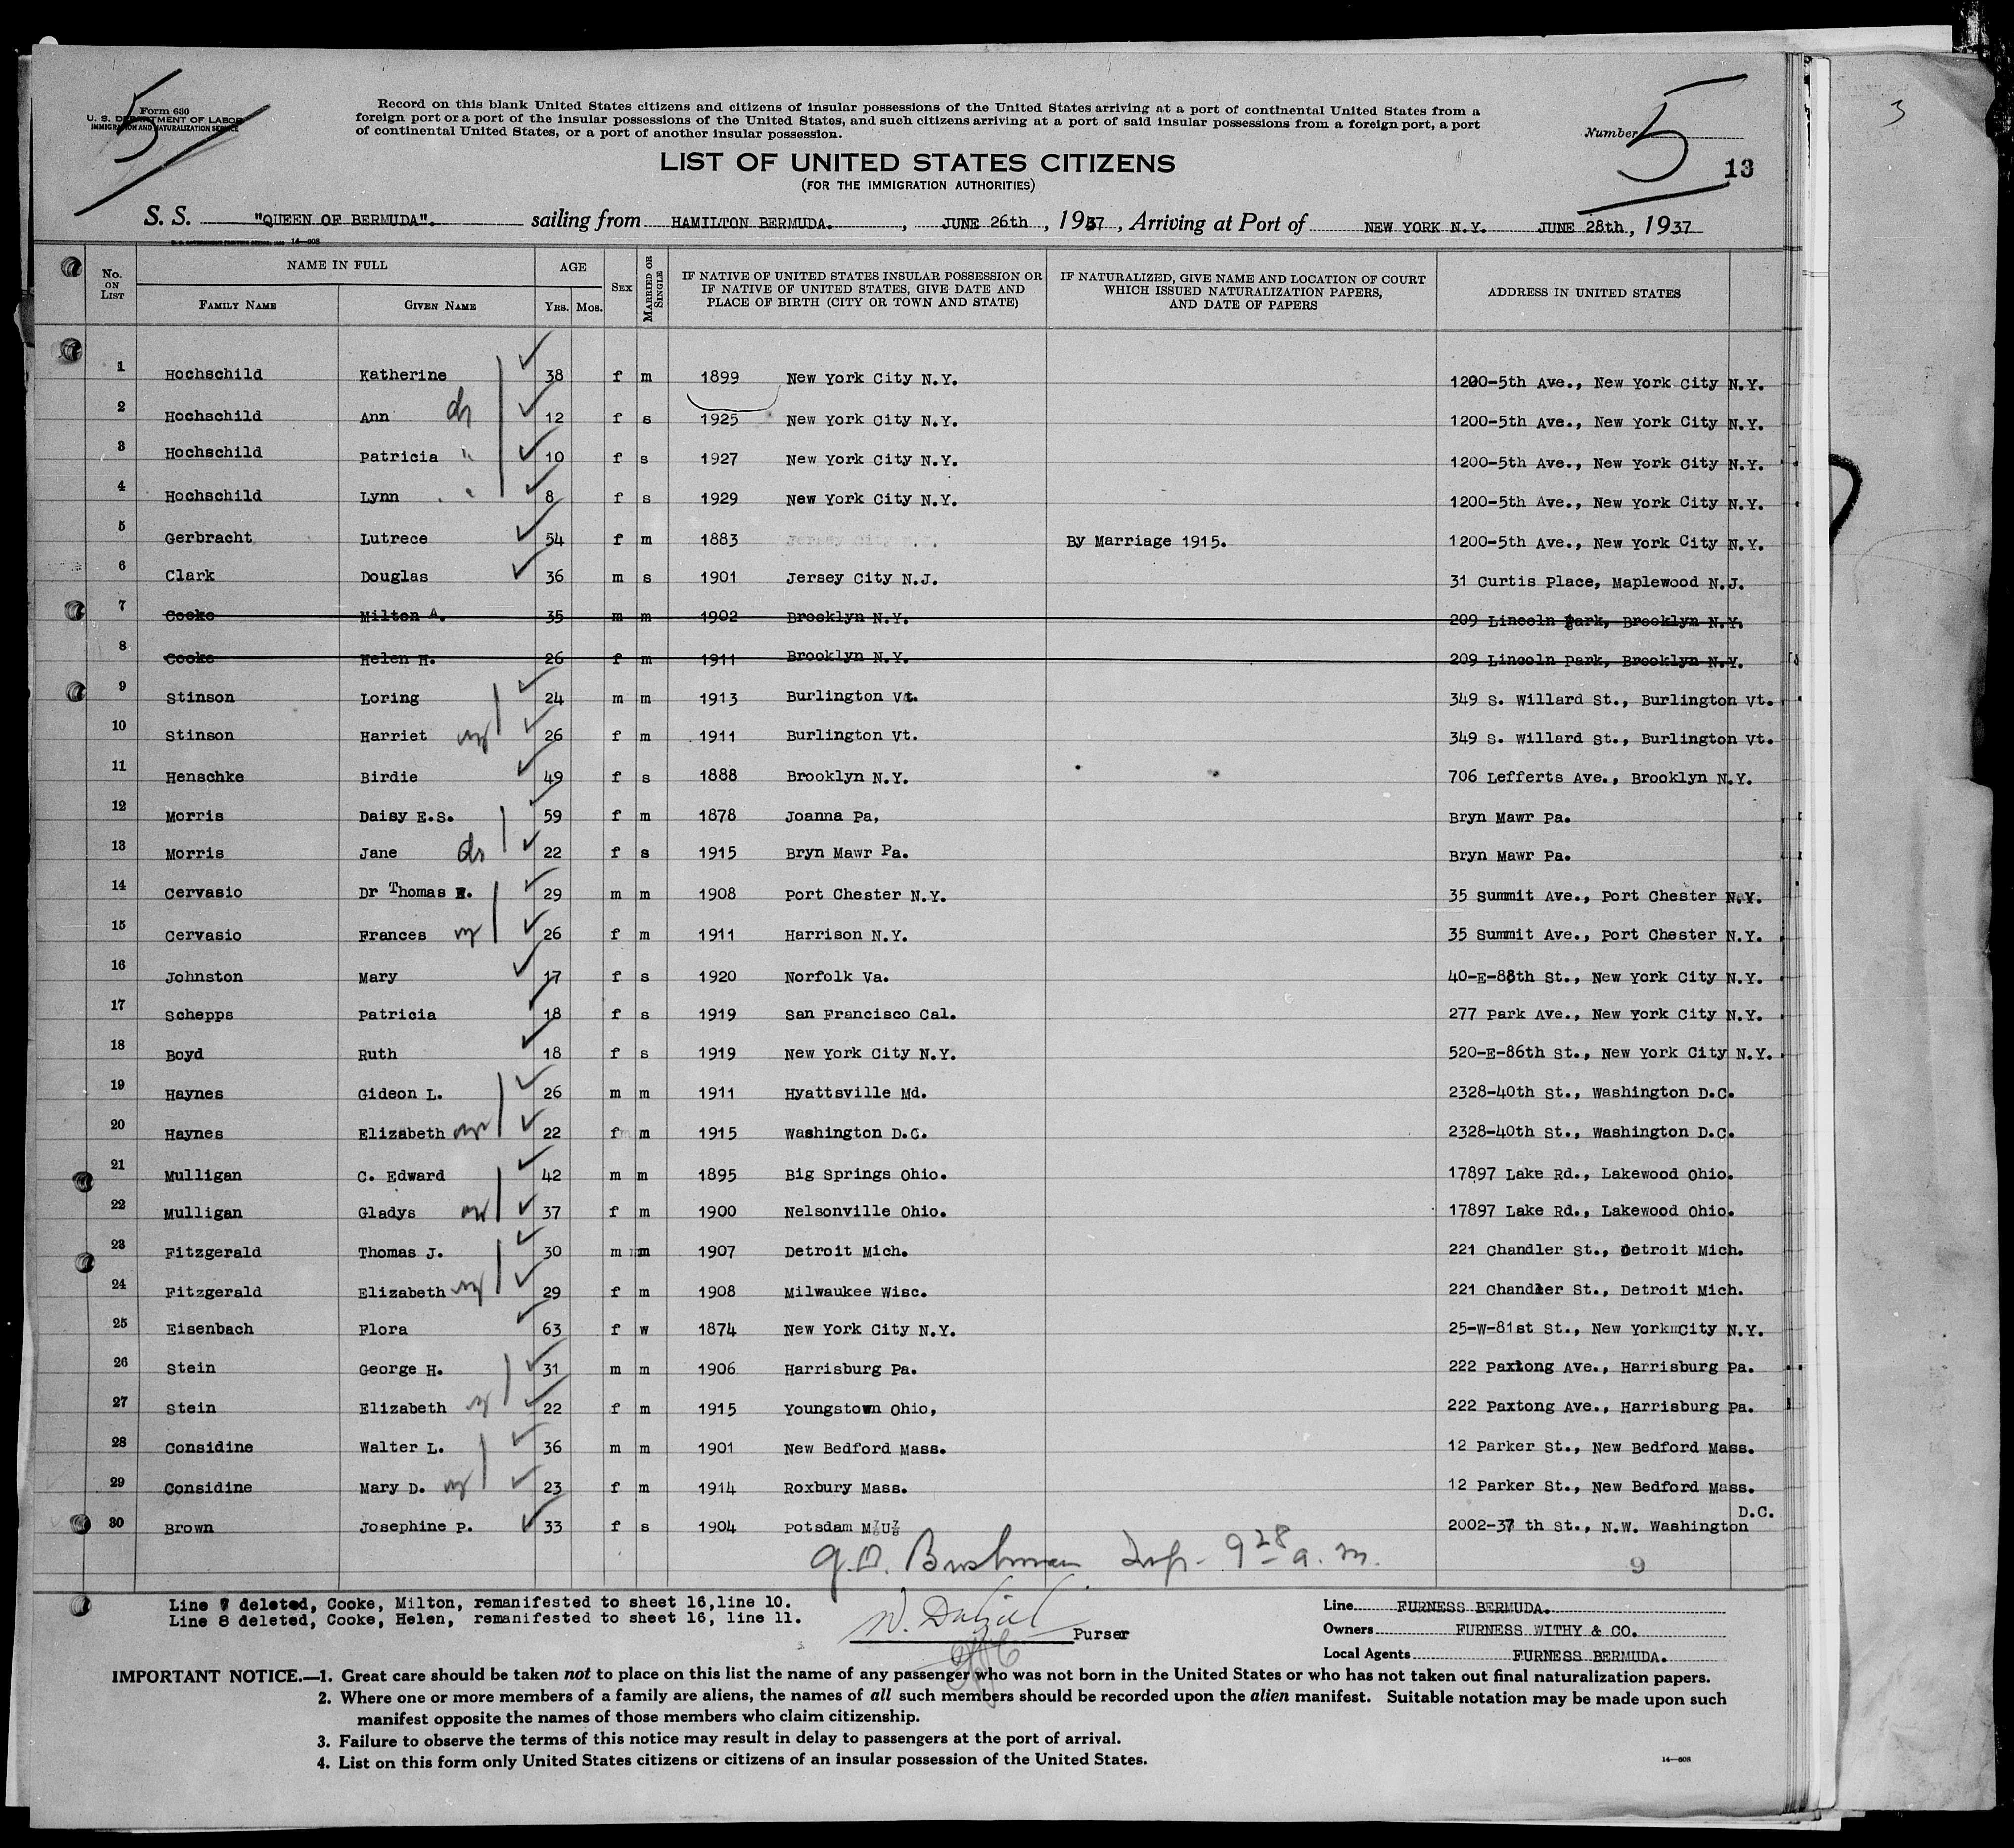 5
5
3
Form 630
U. S. DEPARTMENT OF LABOR
IMMIGRATION AND NATURALIZATION SERVICE
Record on this blank United States citizens and citizens of insular possessions of the United States arriving at a port of continental United States from a
foreign port or a port of the insular possessions of the United States, and such citizens arriving at a port of said insular possessions from a foreign port, a port
of continental United States, or a port of another insular possession.
Number
13
LIST OF UNITED STATES CITIZENS
(FOR THE IMMIGRATION AUTHORITIES)
S. S. "QUEEN OF BERMUDA". sailing from HAMILTON BERMUDA. , JUNE 26th , 1937 , Arriving at Port of NEW YORK N.Y. JUNE 28th , 1937
14—608
No. ON LIST NAME IN FULL AGE SEX MARRIED OR SINGLE IF NATIVE OF UNITED STATES INSULAR POSSESSION OR IF NATIVE OF UNITED STATES, GIVE DATE AND PLACE OF BIRTH (CITY OR TOWN AND STATE) IF NATURALIZED, GIVE NAME AND LOCATION OF COURT WHICH ISSUED NATURALIZATION PAPERS, AND DATE OF PAPERS ADDRESS IN UNITED STATES
FAMILY NAME GIVEN NAME YRS. MOS.
1 Hochschild Katherine 38 f m 1899 New York City N.Y. 1200-5th Ave., New York City N.Y.
2 Hochschild Ann dr 12 f s 1925 New York City N.Y. 1200-5th Ave., New York City N.Y.
3 Hochschild Patricia " 10 f s 1927 New York City N.Y. 1200-5th Ave., New York City N.Y.
4 Hochschild Lynn " 8 f s 1929 New York City N.Y. 1200-5th Ave., New York City N.Y.
5 Gerbracht Lutrece 54 f m 1883 Jersey City N.J. By Marriage 1915. 1200-5th Ave., New York City N.Y.
6 Clark Douglas 36 m s 1901 Jersey City N.J. 31 Curtis Place, Maplewood N.J.
7 Cooke Milton A. 35 m m 1902 Brooklyn N.Y. 209 Lincoln Park, Brooklyn N.Y.
8 Cooke Helen H. 26 f m 1911 Brooklyn N.Y. 209 Lincoln Park, Brooklyn N.Y.
9 Stinson Loring 24 m m 1913 Burlington Vt. 349 S. Willard St., Burlington Vt.
10 Stinson Harriet 26 f m 1911 Burlington Vt. 349 S. Willard St., Burlington Vt.
11 Henschke Birdie 49 f s 1888 Brooklyn N.Y. 706 Lefferts Ave., Brooklyn N.Y.
12 Morris Daisy E.S. 59 f m 1878 Joanna Pa, Bryn Mawr Pa.
13 Morris Jane dr 22 f s 1915 Bryn Mawr Pa. Bryn Mawr Pa.
14 Cervasio Dr Thomas 29 m m 1908 Port Chester N.Y. 35 Summit Ave., Port Chester N.Y.
15 Cervasio Frances 26 f m 1911 Harrison N.Y. 35 Summit Ave., Port Chester N.Y.
16 Johnston Mary 17 f s 1920 Norfolk Va. 40-E-88th St., New York City N.Y.
17 Schepps Patricia 18 f s 1919 San Francisco Cal. 277 Park Ave., New York City N.Y.
18 Boyd Ruth 18 f s 1919 New York City N.Y. 520-E-86th St., New York City N.Y.
19 Haynes Gideon L. 26 m m 1911 Hyattsville Md. 2328-40th St., Washington D.C.
20 Haynes Elizabeth 22 f m 1915 Washington D.C. 2328-40th St., Washington D.C.
21 Mulligan C. Edward 42 m m 1895 Big Springs Ohio. 17897 Lake Rd., Lakewood Ohio.
22 Mulligan Gladys 37 f m 1900 Nelsonville Ohio. 17897 Lake Rd., Lakewood Ohio.
23 Fitzgerald Thomas J. 30 m m 1907 Detroit Mich. 221 Chandler St., Detroit Mich.
24 Fitzgerald Elizabeth 29 f m 1908 Milwaukee Wisc. 221 Chandler St., Detroit Mich.
25 Eisenbach Flora 63 f w 1874 New York City N.Y. 25-W-81st St., New York City N.Y.
26 Stein George H. 31 m m 1906 Harrisburg Pa. 222 Paxtong Ave., Harrisburg Pa.
27 Stein Elizabeth 22 f m 1915 Youngstown Ohio, 222 Paxtong Ave., Harrisburg Pa.
28 Considine Walter L. 36 m m 1901 New Bedford Mass. 12 Parker St., New Bedford Mass.
29 Considine Mary D. 23 f m 1914 Roxbury Mass. 12 Parker St., New Bedford Mass.
30 Brown Josephine P. 33 f s 1904 Potsdam 2002-37 th St., N.W. Washington D.C.
G.O. Bushman Insp. 9 28 a.m.
9
Line 7 deleted, Cooke, Milton, remanifested to sheet 16,line 10.
Line 8 deleted, Cooke, Helen, remanifested to sheet 16, line 11.
Purser
Line FURNESS BERMUDA.
Owners FURNESS WITHY & CO.
Local Agents FURNESS BERMUDA.
IMPORTANT NOTICE.—1. Great care should be taken not to place on this list the name of any passenger who was not born in the United States or who has not taken out final naturalization papers.
2. Where one or more members of a family are aliens, the names of all such members should be recorded upon the alien manifest. Suitable notation may be made upon such
manifest opposite the names of those members who claim citizenship.
3. Failure to observe the terms of this notice may result in delay to passengers at the port of arrival.
4. List on this form only United States citizens or citizens of an insular possession of the United States.
14—608